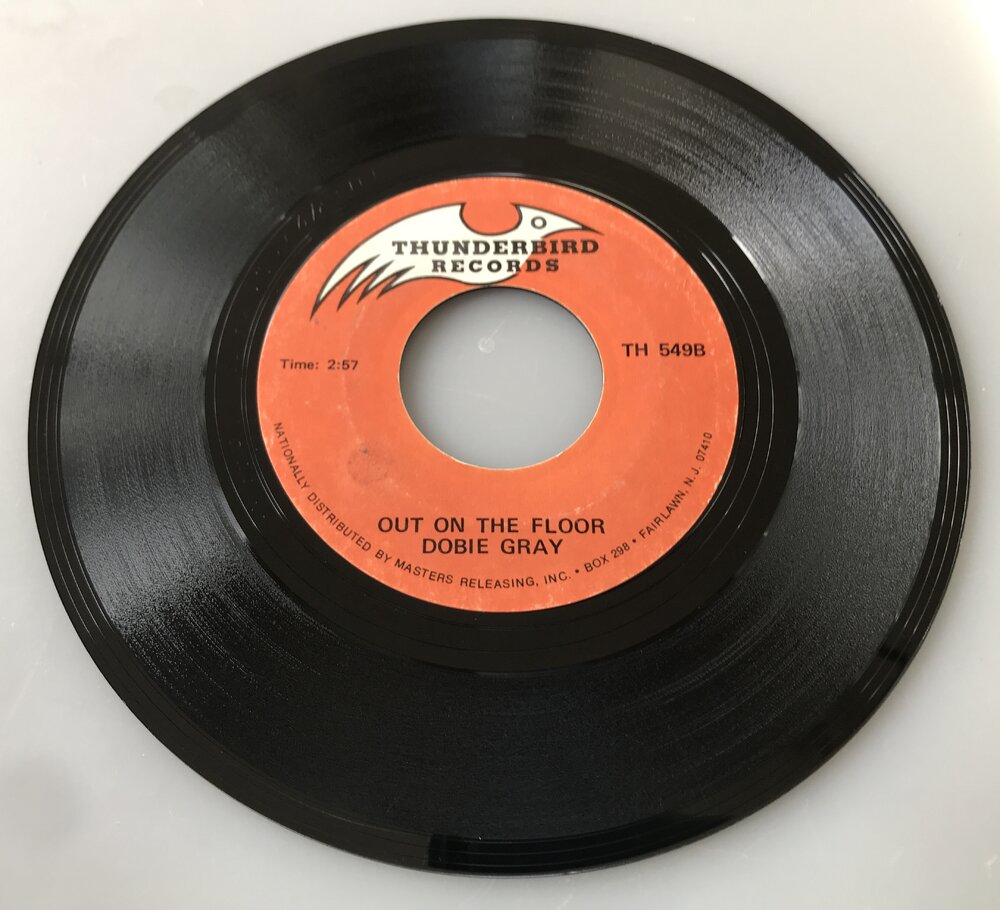 THUNDERBIRD
RECORDS
Time: 2:57
TH 549B
OUT ON THE FLOOR
DOBIE GRAY
NATIONALLY DISTRIBUTED BY MASTERS RELEASING, INC. • BOX 298 • FAIRLAWN, N.J. 07410